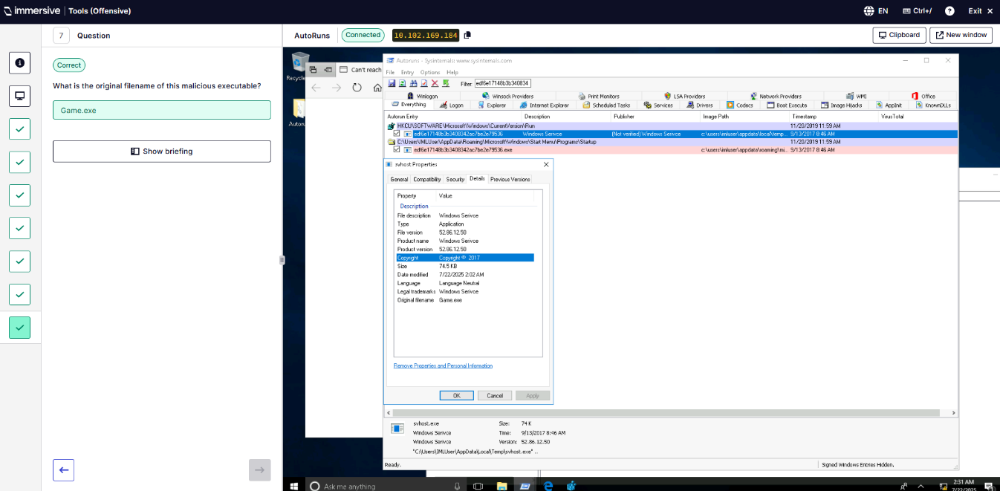 immersive | Tools (Offensive)
EN
Ctrl+/
?
Exit
7 Question
Correct
What is the original filename of this malicious executable?
Game.exe
Show briefing
AutoRuns
Connected
10.102.169.184
Clipboard
New window
Recycle
Autoru
Can't reach
Autoruns - Sysinternals: www.sysinternals.com
File Entry Options Help
Filter: edf6e17148b3b340834
Winlogon Winsock Providers Print Monitors LSA Providers Network Providers WMI Office
Everything Logon Explorer Internet Explorer Scheduled Tasks Services Drivers Codecs Boot Execute Image Hijacks AppInit KnownDLLs
Autorun Entry Description Publisher Image Path Timestamp VirusTotal
HKCU\SOFTWARE\Microsoft\Windows\CurrentVersion\Run 11/20/2019 11:59 AM
edf6e17148b3b3408342ac7be2e79536 Windows Serivce (Not verified) Windows Serivce c:\users\imluser\appdata\local\temp... 9/13/2017 8:46 AM
C:\Users\IMLUser\AppData\Roaming\Microsoft\Windows\Start Menu\Programs\Startup 11/20/2019 11:59 AM
edf6e17148b3b3408342ac7be2e79536.exe c:\users\imluser\appdata\roaming\mi... 9/13/2017 8:46 AM
svhost Properties
General Compatibility Security Details Previous Versions
Property Value
Description
File description Windows Serivce
Type Application
File version 52.86.12.50
Product name Windows Serivce
Product version 52.86.12.50
Copyright Copyright © 2017
Size 74.5 KB
Date modified 7/22/2025 2:02 AM
Language Language Neutral
Legal trademarks Windows Serivce
Original filename Game.exe
Remove Properties and Personal Information
OK Cancel Apply
svhost.exe Size: 74 K
Windows Serivce Time: 9/13/2017 8:46 AM
Windows Serivce Version: 52.86.12.50
"C:\Users\IMLUser\AppData\Local\Temp\svhost.exe" ..
Ready. Signed Windows Entries Hidden.
Ask me anything
2:31 AM
7/22/2025